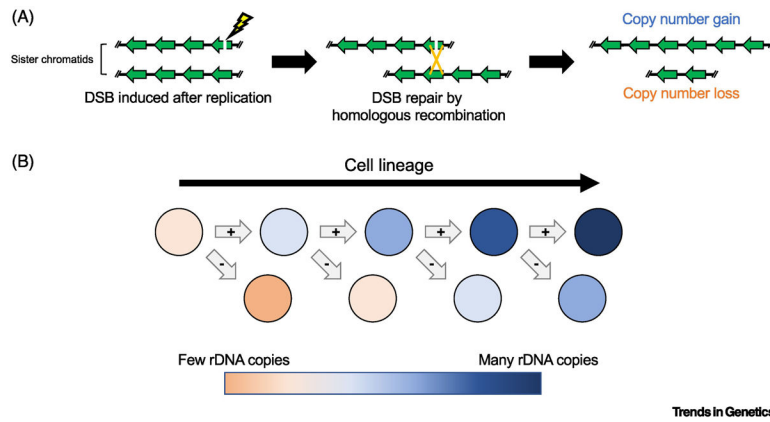 (A)
Sister chromatids
DSB induced after replication
DSB repair by
homologous recombination
Copy number gain
Copy number loss
(B)
Cell lineage
+ + + +
- - - -
Few rDNA copies
Many rDNA copies
Trends in Genetics